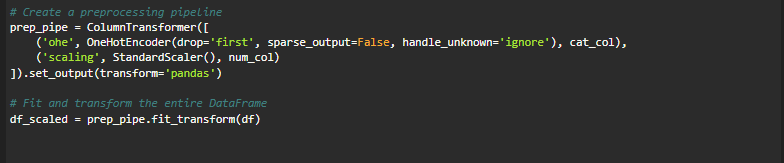 # Create a preprocessing pipeline
prep_pipe = ColumnTransformer([
    ('ohe', OneHotEncoder(drop='first', sparse_output=False, handle_unknown='ignore'), cat_col),
    ('scaling', StandardScaler(), num_col)
]).set_output(transform='pandas')

# Fit and transform the entire DataFrame
df_scaled = prep_pipe.fit_transform(df)